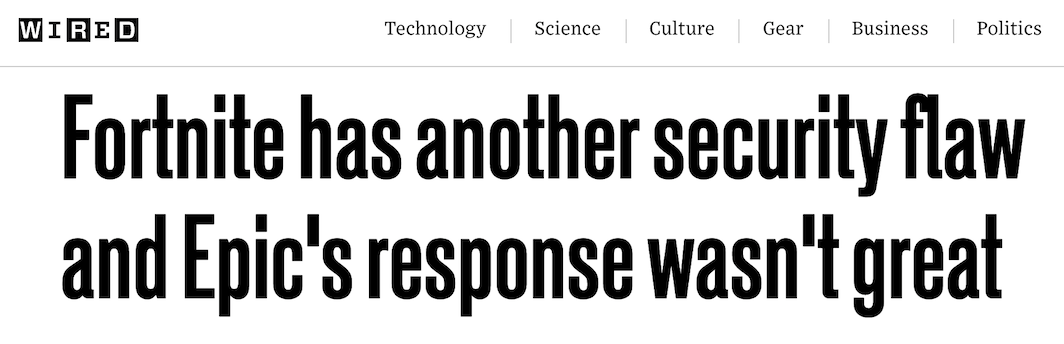 WIRED Technology Science Culture Gear Business Politics
Fortnite has another security flaw
and Epic's response wasn't great